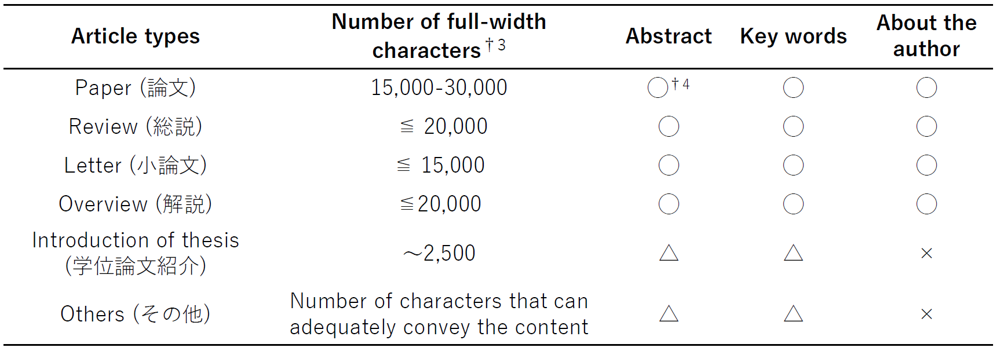 Article types Number of full-width characters†3 Abstract Key words About the author
Paper (論文) 15,000-30,000 ○†4 ○ ○
Review (総説) ≦ 20,000 ○ ○ ○
Letter (小論文) ≦ 15,000 ○ ○ ○
Overview (解説) ≦20,000 ○ ○ ○
Introduction of thesis (学位論文紹介) ～2,500 △ △ ×
Others (その他) Number of characters that can adequately convey the content △ △ ×